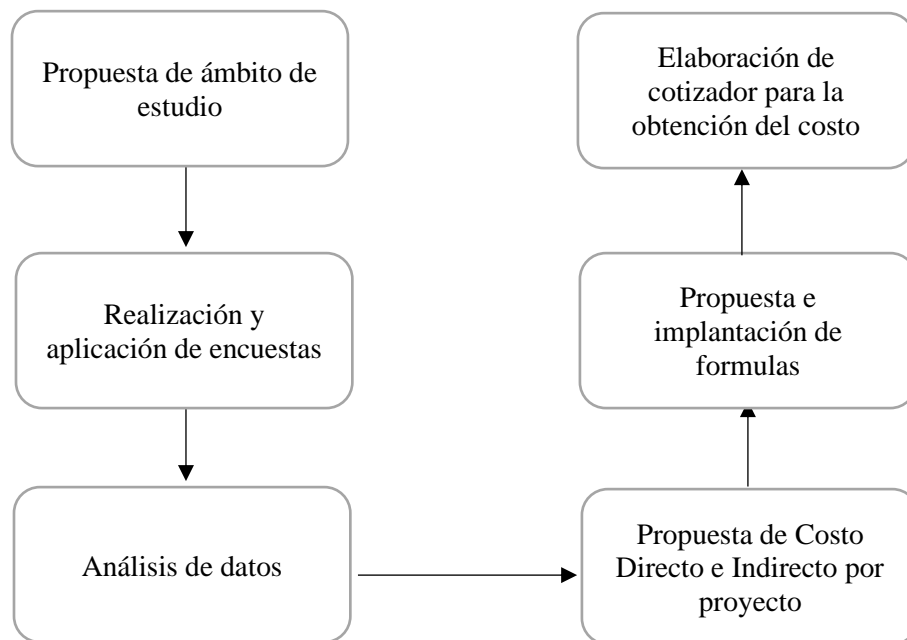 Propuesta de ámbito de
estudio
Realización y
aplicación de encuestas
Análisis de datos
Propuesta de Costo
Directo e Indirecto por
proyecto
Propuesta e
implantación de
formulas
Elaboración de
cotizador para la
obtención del costo